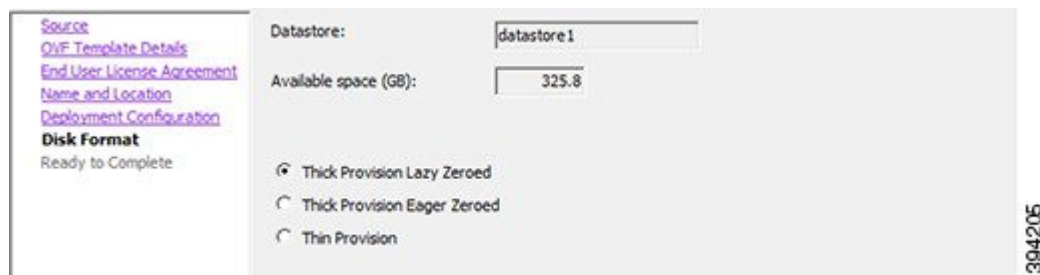 Source
OVF Template Details
End User License Agreement
Name and Location
Deployment Configuration
Disk Format
Ready to Complete
Datastore:
datastore1
Available space (GB):
325.8
Thick Provision Lazy Zeroed
Thick Provision Eager Zeroed
Thin Provision
394205